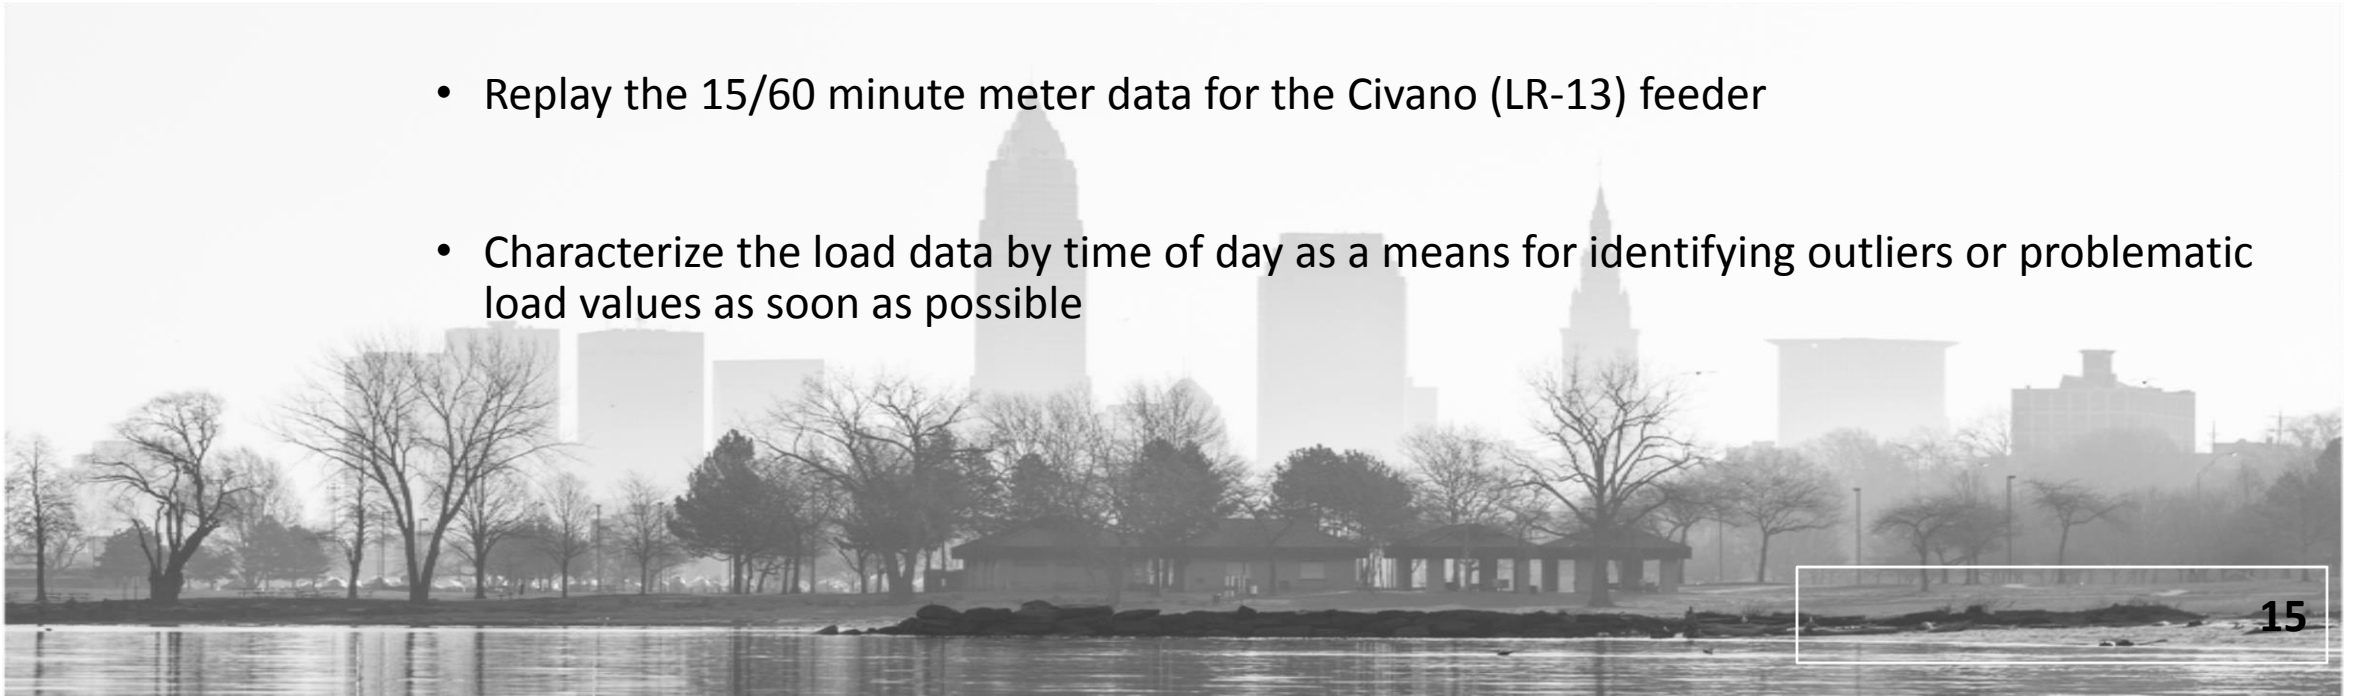 • Replay the 15/60 minute meter data for the Civano (LR-13) feeder
• Characterize the load data by time of day as a means for identifying outliers or problematic
load values as soon as possible
15